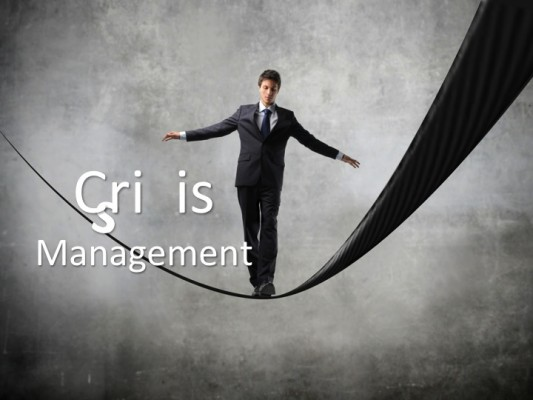 Cri is
s
Management